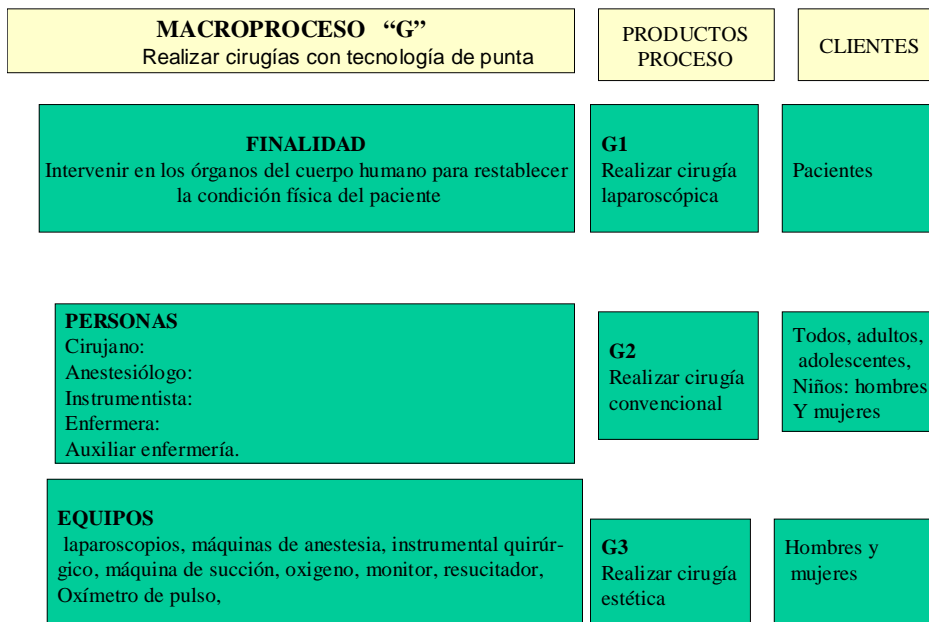 MACROPROCESO “G”
Realizar cirugías con tecnología de punta
PRODUCTOS
PROCESO
CLIENTES
FINALIDAD
Intervenir en los órganos del cuerpo humano para restablecer
la condición física del paciente
G1
Realizar cirugía
laparoscópica
Pacientes
PERSONAS
Cirujano:
Anestesiólogo:
Instrumentista:
Enfermera:
Auxiliar enfermería.
G2
Realizar cirugía
convencional
Todos, adultos,
adolescentes,
Niños: hombres
Y mujeres
EQUIPOS
laparoscopios, máquinas de anestesia, instrumental quirúr-
gico, máquina de succión, oxigeno, monitor, resucitador,
Oxímetro de pulso,
G3
Realizar cirugía
estética
Hombres y
mujeres